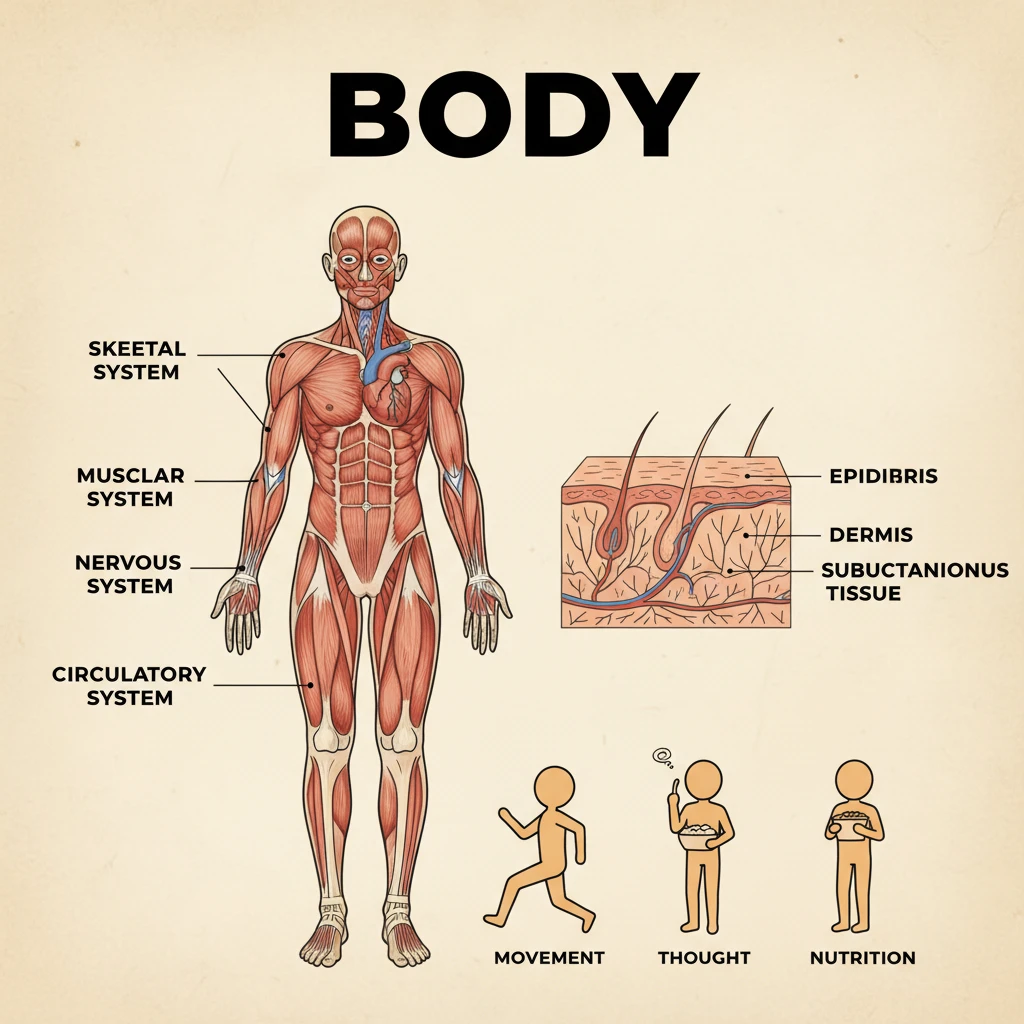 BODY
SKEETAL
SYSTEM
MUSCLAR
SYSTEM
NERVOUS
SYSTEM
CIRCULATORY
SYSTEM
EPIDIBRIS
DERMIS
SUBUCTANIONUS
TISSUE
MOVEMENT
THOUGHT
NUTRITION